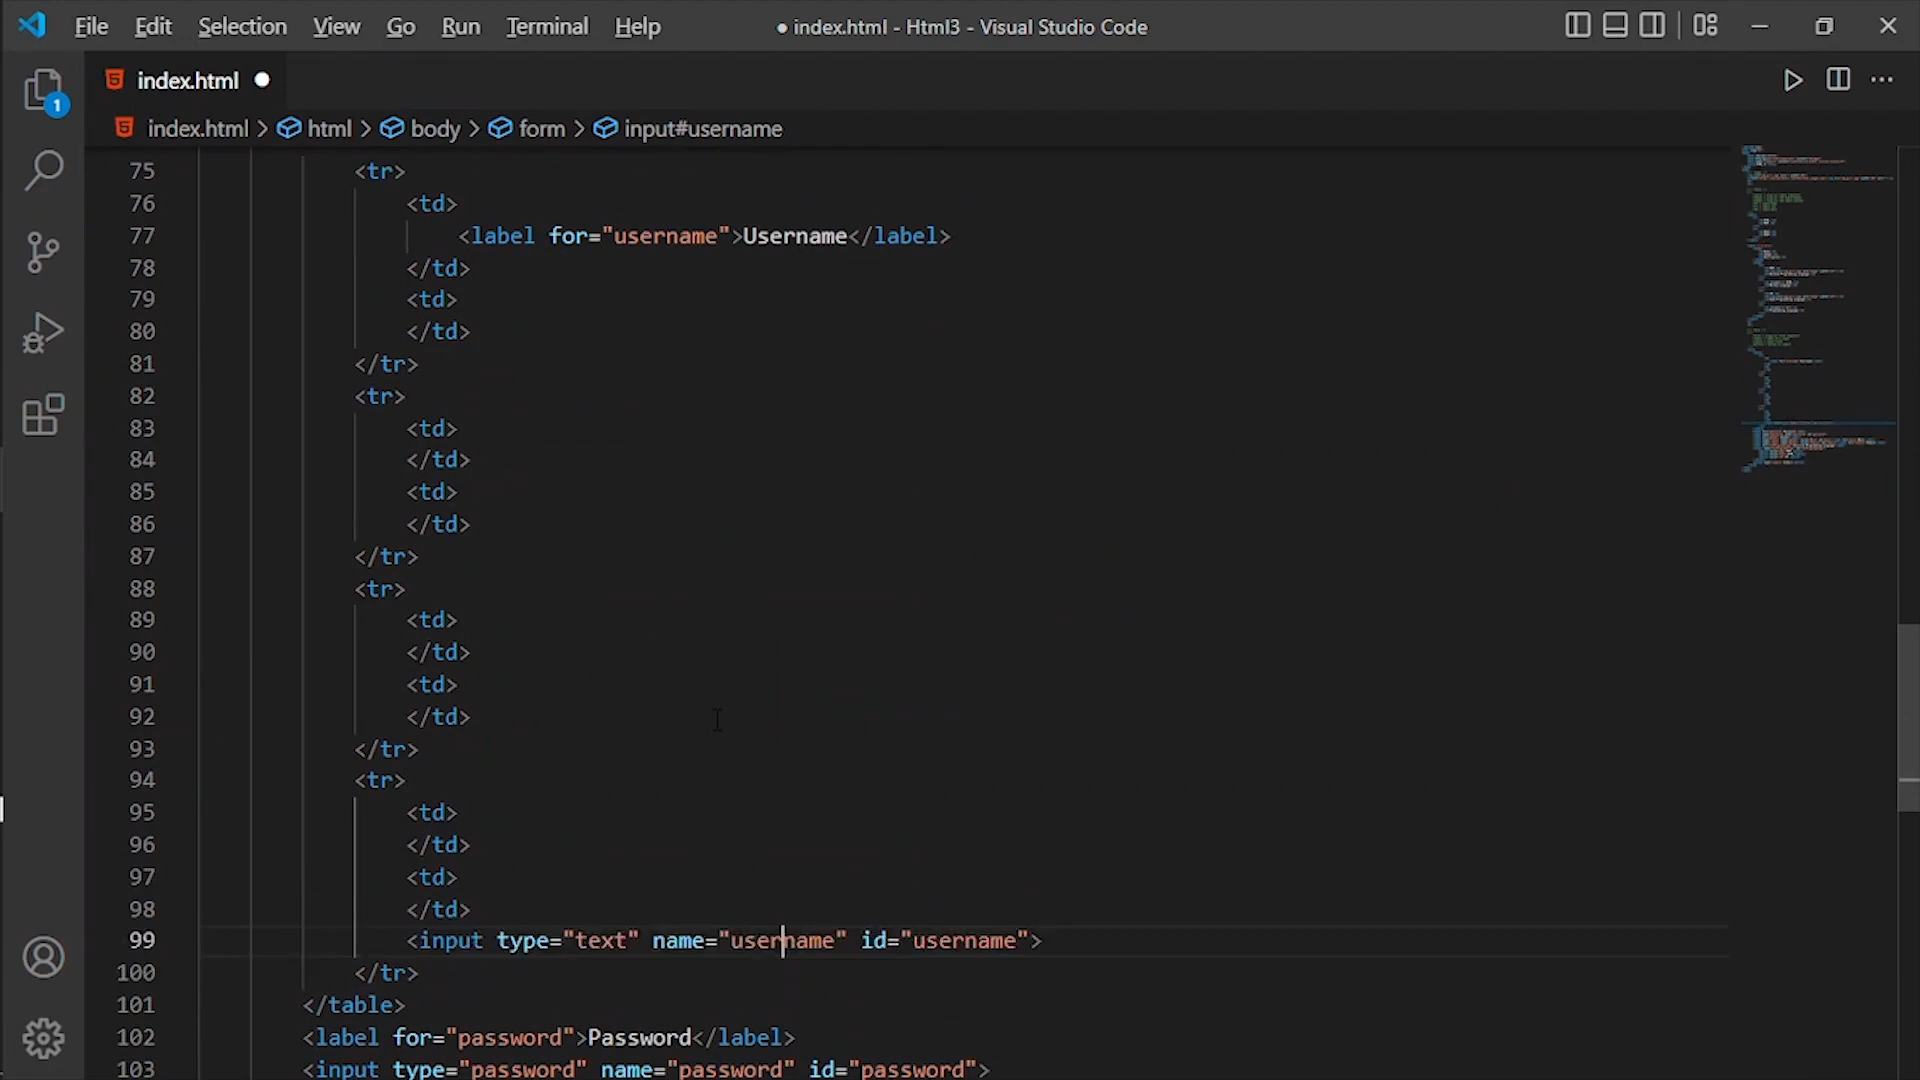 File Edit Selection View Go Run Terminal Help ● index.html - Html3 - Visual Studio Code
index.html
1
index.html > html > body > form > input#username
75 <tr>
76 <td>
77 <label for="username">Username</label>
78 </td>
79 <td>
80 </td>
81 </tr>
82 <tr>
83 <td>
84 </td>
85 <td>
86 </td>
87 </tr>
88 <tr>
89 <td>
90 </td>
91 <td>
92 </td>
93 </tr>
94 <tr>
95 <td>
96 </td>
97 <td>
98 </td>
99 <input type="text" name="username" id="username">
100 </tr>
101 </table>
102 <label for="password">Password</label>
103 <input type="password" name="password" id="password">